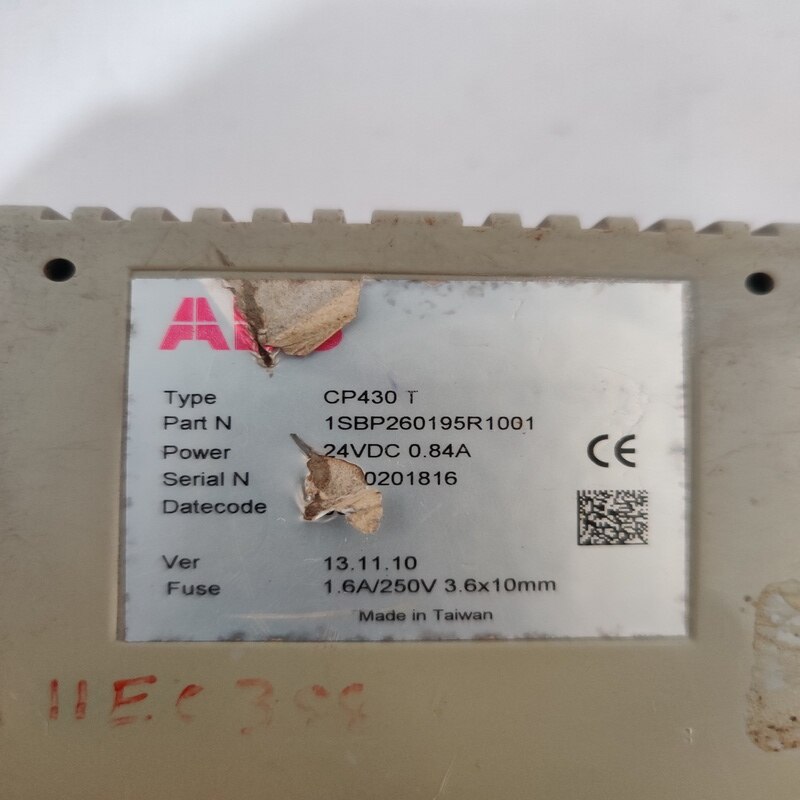 Type CP430 T
Part N 1SBP260195R1001
Power 24VDC 0.84A
Serial N 0201816
Datecode
Ver 13.11.10
Fuse 1.6A/250V 3.6x10mm
CE
Made in Taiwan